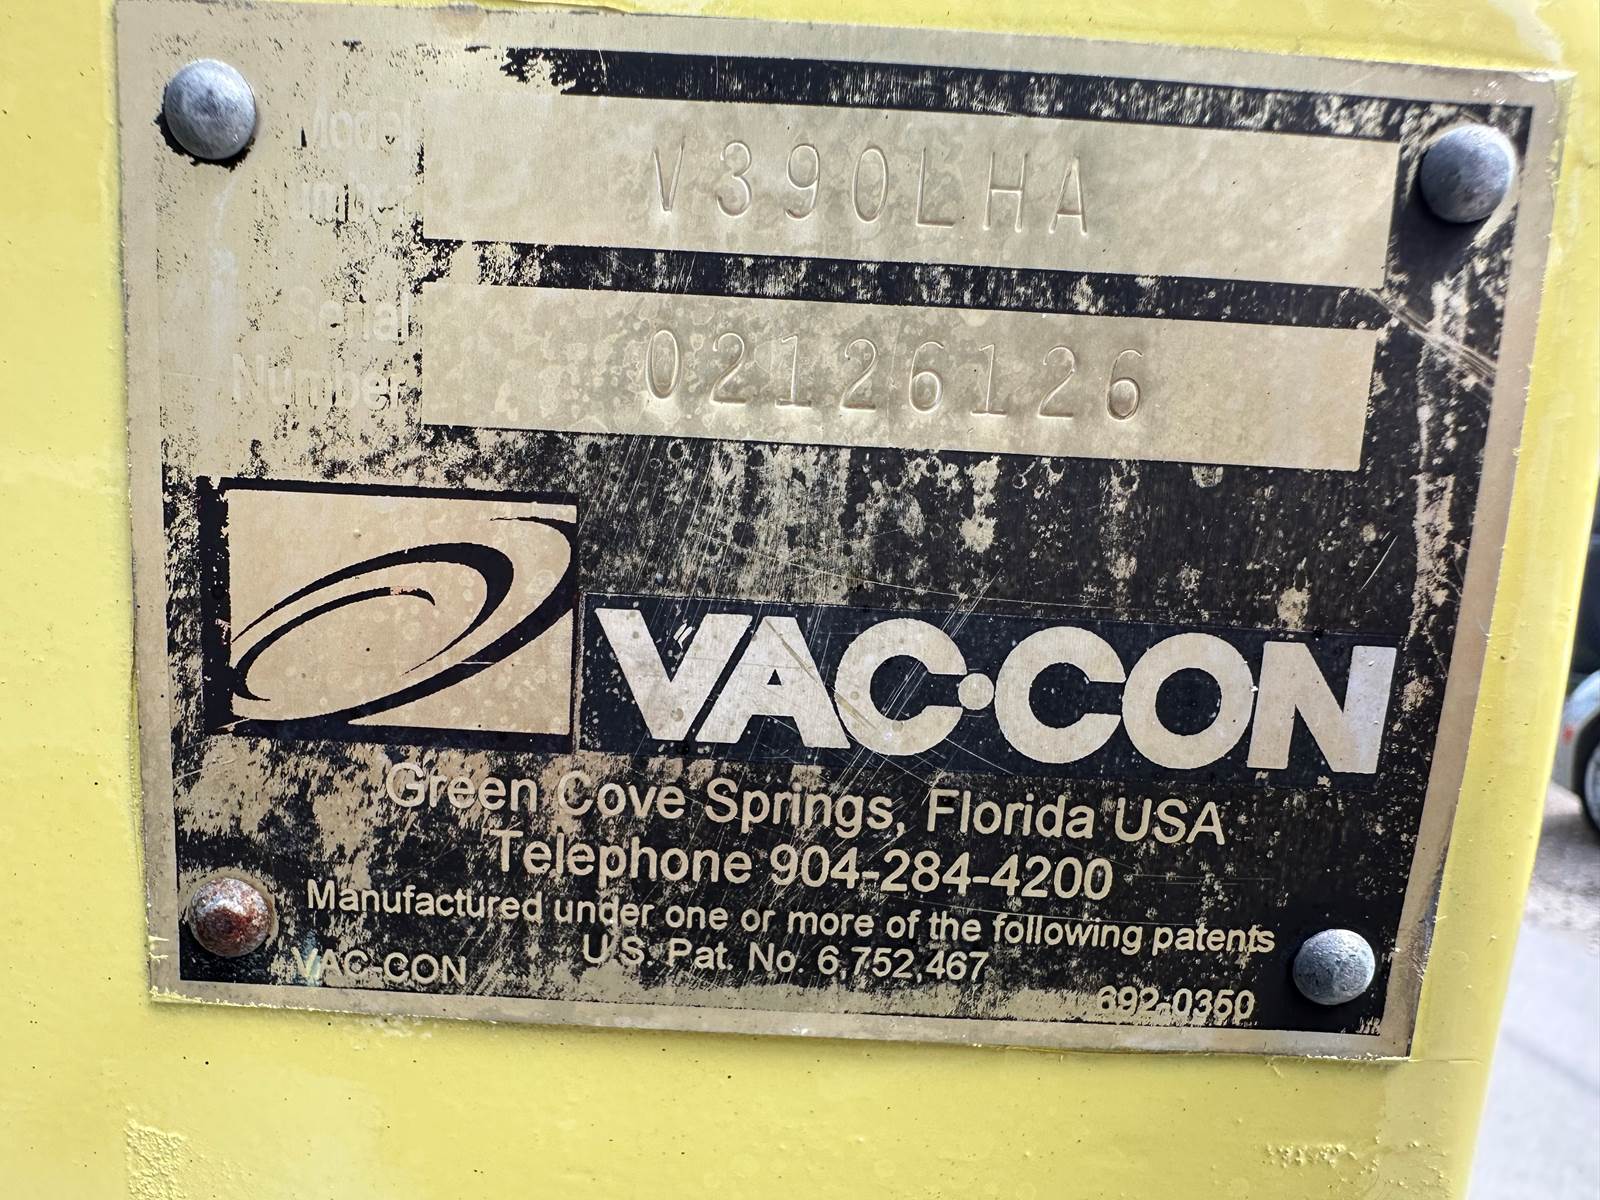 Model
Number
V390LHA
Serial
Number
02126126
VAC·CON
Green Cove Springs, Florida USA
Telephone 904-284-4200
Manufactured under one or more of the following patents
U.S. Pat. No. 6,752,467
VAC-CON
692-0350